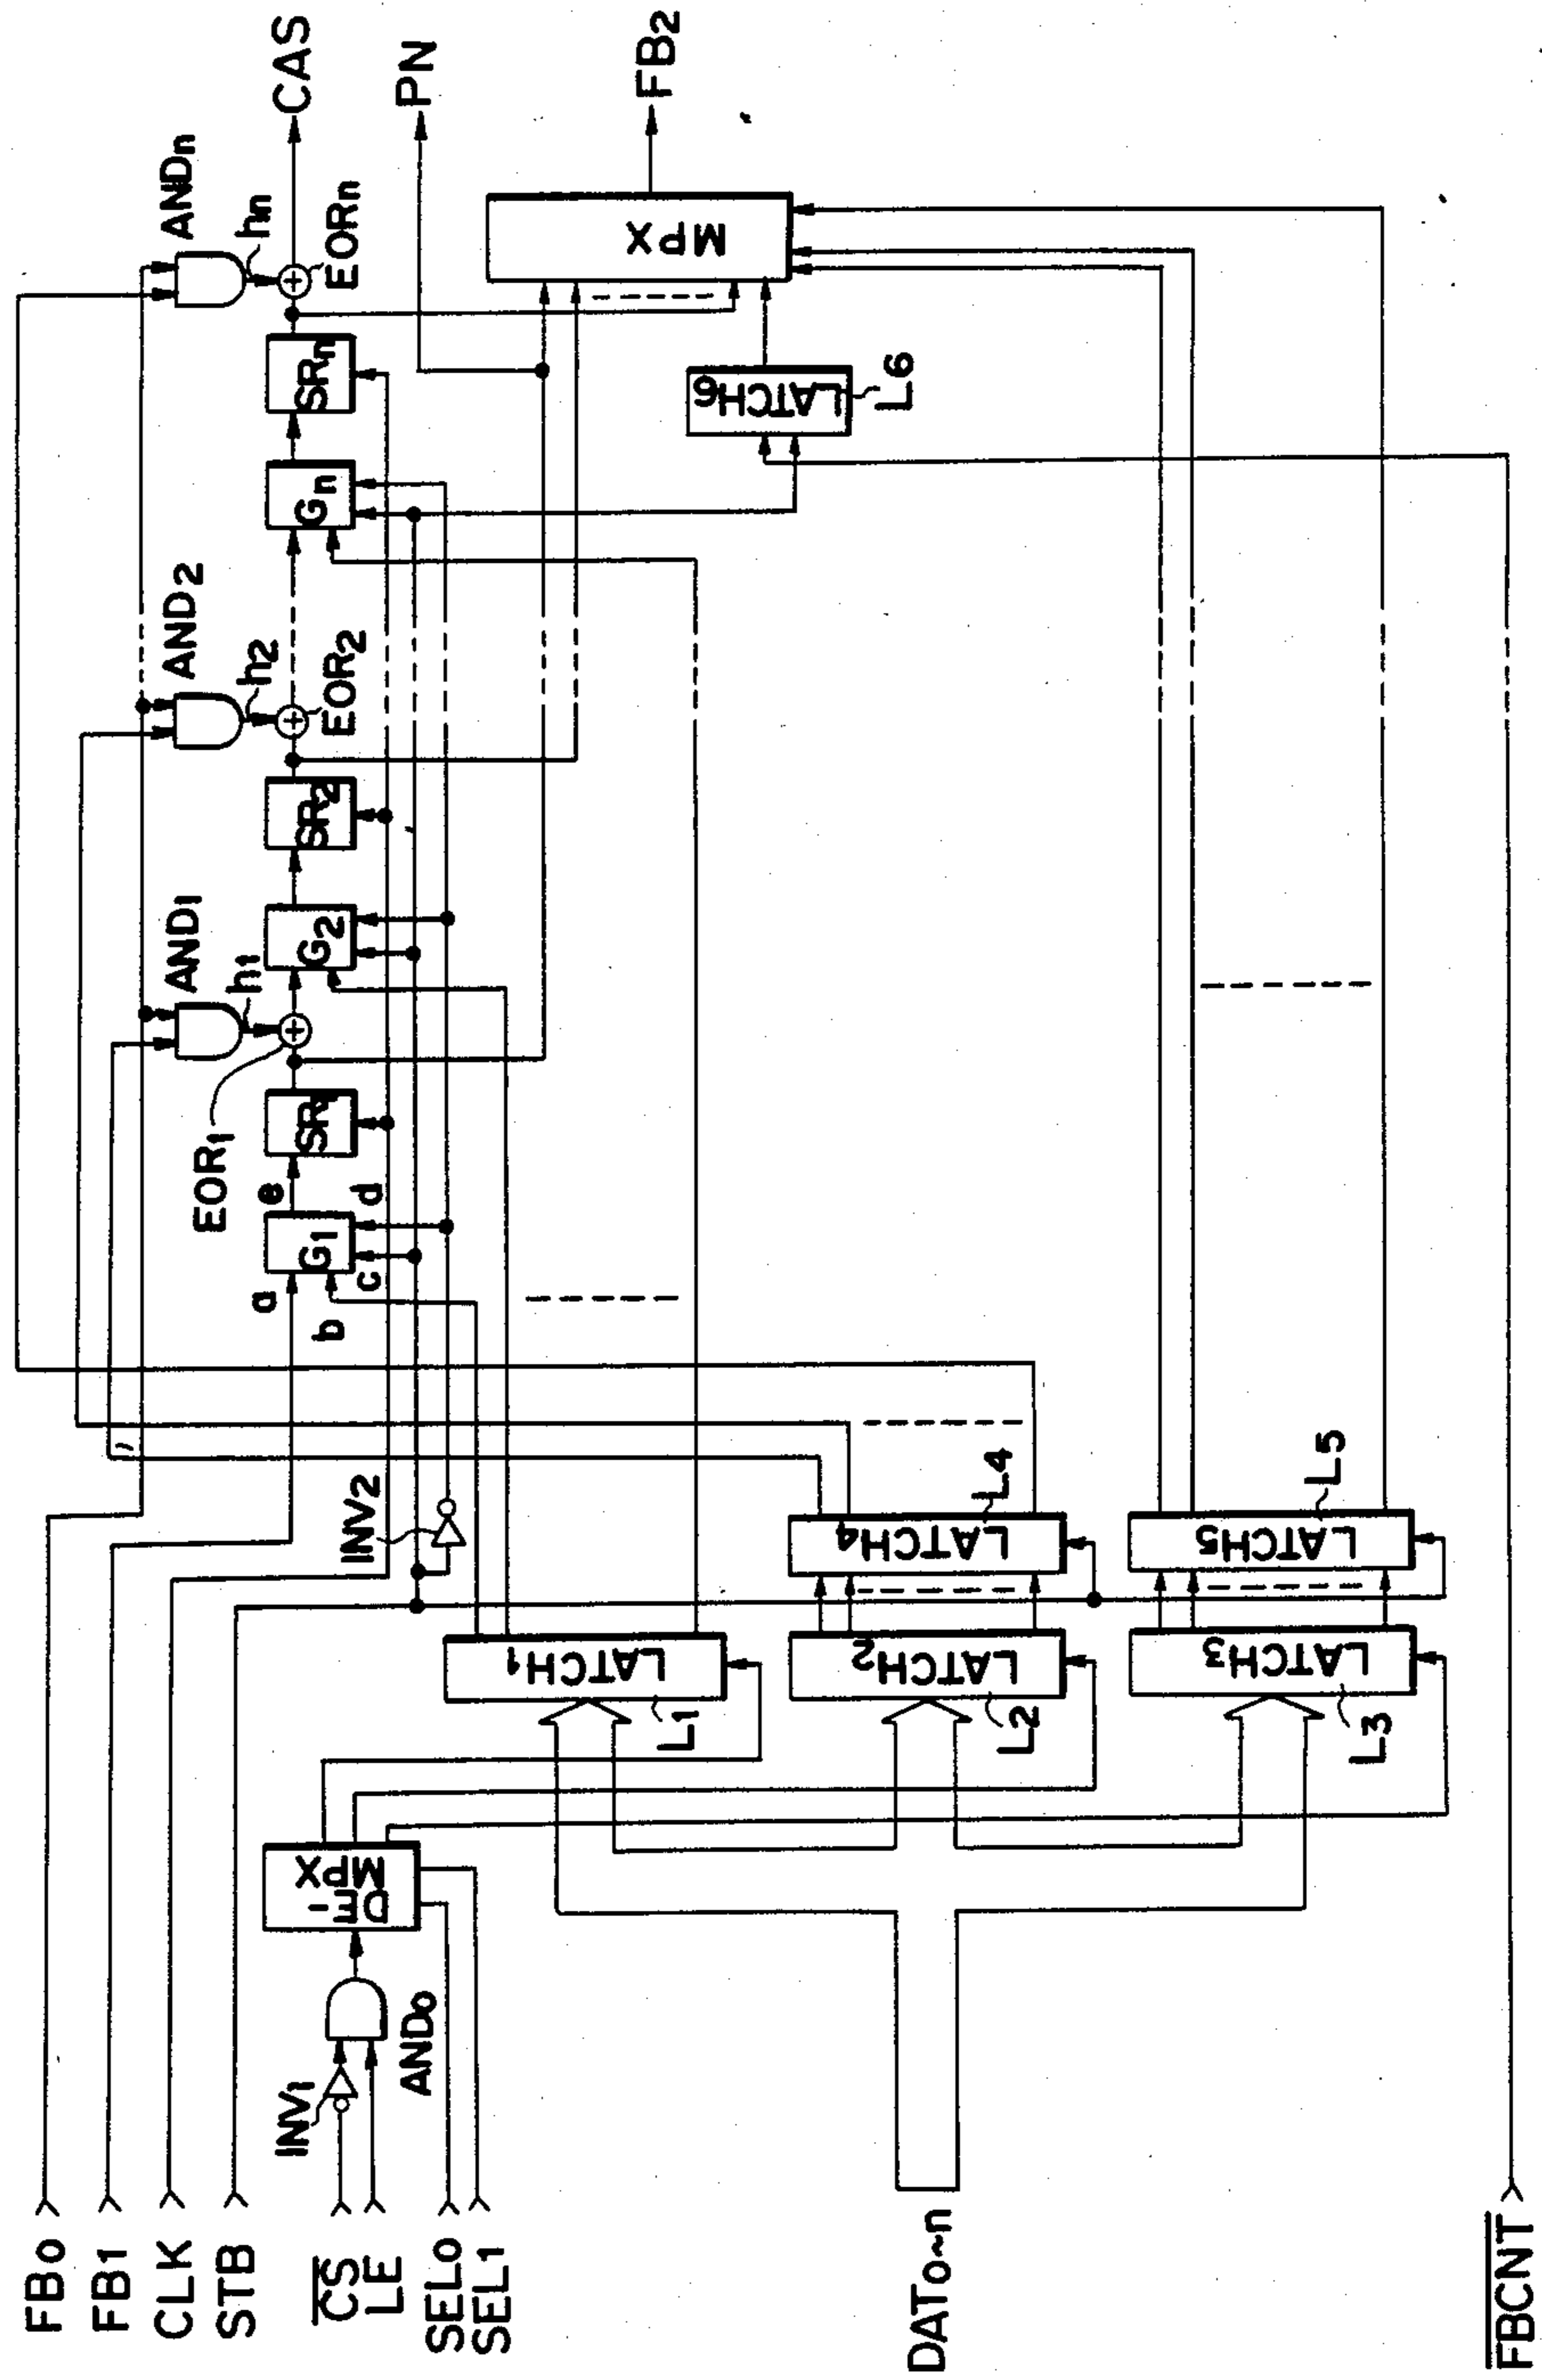 FB0
FB1
CLK
STB
CS
LE
SEL0
SEL1
DAT0~n
FBCNT
INV1
AND0
DE-
MPX
LATCH1
L1
LATCH2
L2
LATCH3
L3
LATCH4
L4
LATCH5
L5
INV2
a
b
c
d
e
G1
SR1
EOR1
AND1
h1
G2
SR2
EOR2
AND2
h2
Gn
SRn
EORn
ANDn
hn
LATCH6
L6
MPX
CAS
PN
FB2